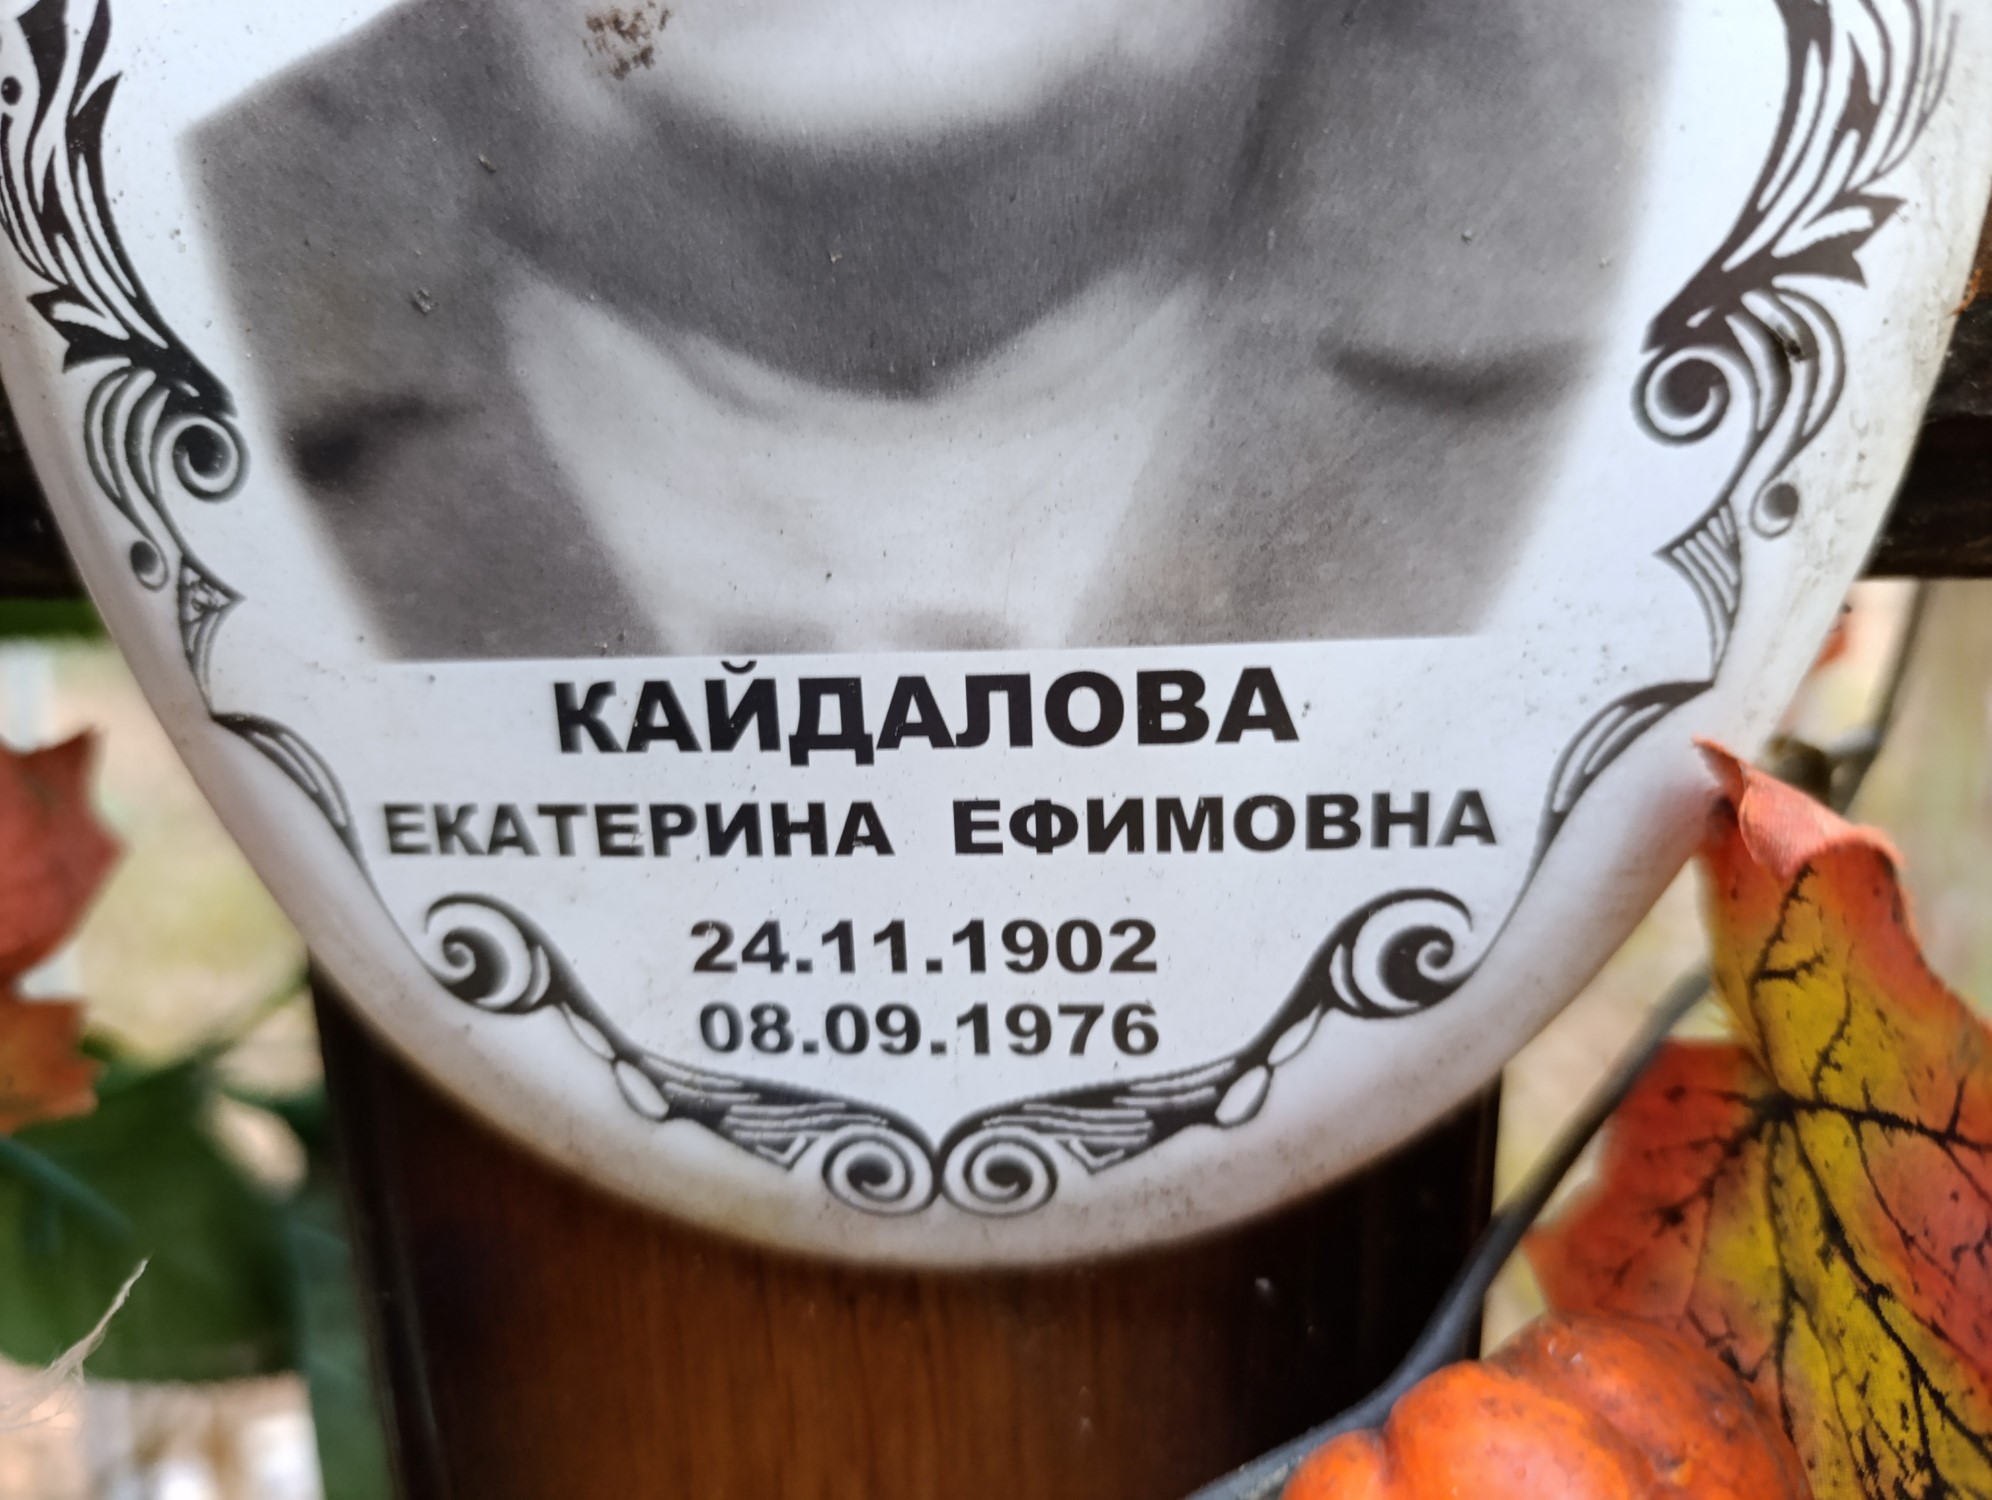 КАЙДАЛОВА
ЕКАТЕРИНА ЕФИМОВНА
24.11.1902
08.09.1976